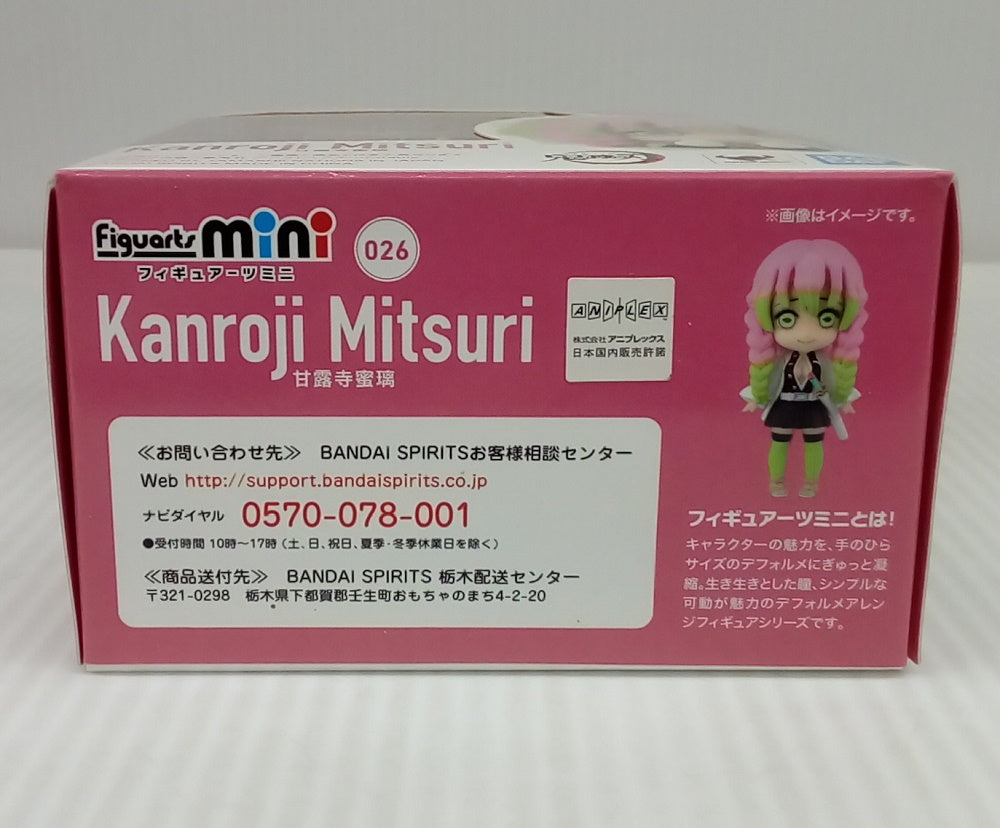 Kanroji Mitsuri
Figuarts mini
フィギュアーツミニ
026
Kanroji Mitsuri
甘露寺蜜璃
ANIPLEX
株式会社 アニプレックス
日本国内販売許諾
※画像はイメージです。
≪お問い合わせ先≫ BANDAI SPIRITSお客様相談センター
Web http://support.bandaispirits.co.jp
ナビダイヤル 0570-078-001
●受付時間 10時～17時（土、日、祝日、夏季・冬季休業日を除く）
≪商品送付先≫ BANDAI SPIRITS 栃木配送センター
〒321-0298 栃木県下都賀郡壬生町おもちゃのまち4-2-20
フィギュアーツミニとは!
キャラクターの魅力を、手のひら
サイズのデフォルメにぎゅっと凝
縮。生き生きとした瞳、シンプルな
可動が魅力のデフォルメアレン
ジフィギュアシリーズです。